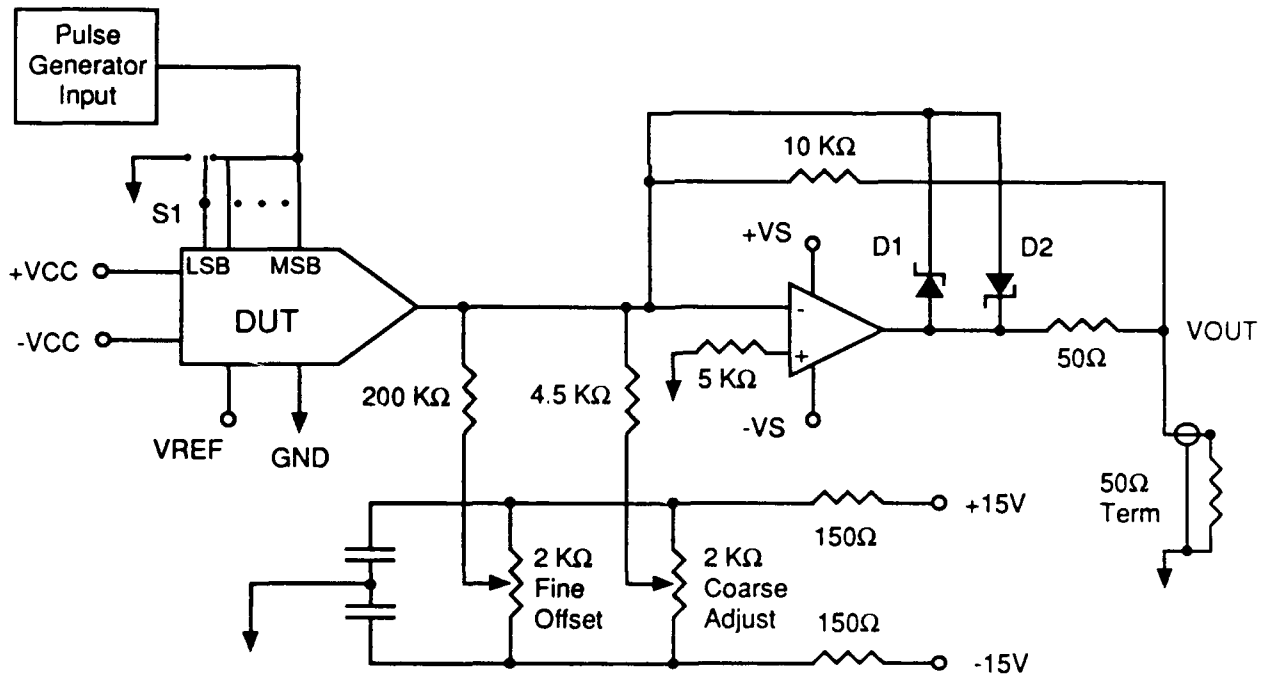 Pulse
Generator
Input
10 KΩ
S1
+VS
D1
D2
LSB
MSB
+VCC
DUT
-
+
-VCC
50Ω
VOUT
5 KΩ
200 KΩ
4.5 KΩ
-VS
VREF
GND
50Ω
Term
+15V
150Ω
2 KΩ
Fine
Offset
2 KΩ
Coarse
Adjust
150Ω
-15V